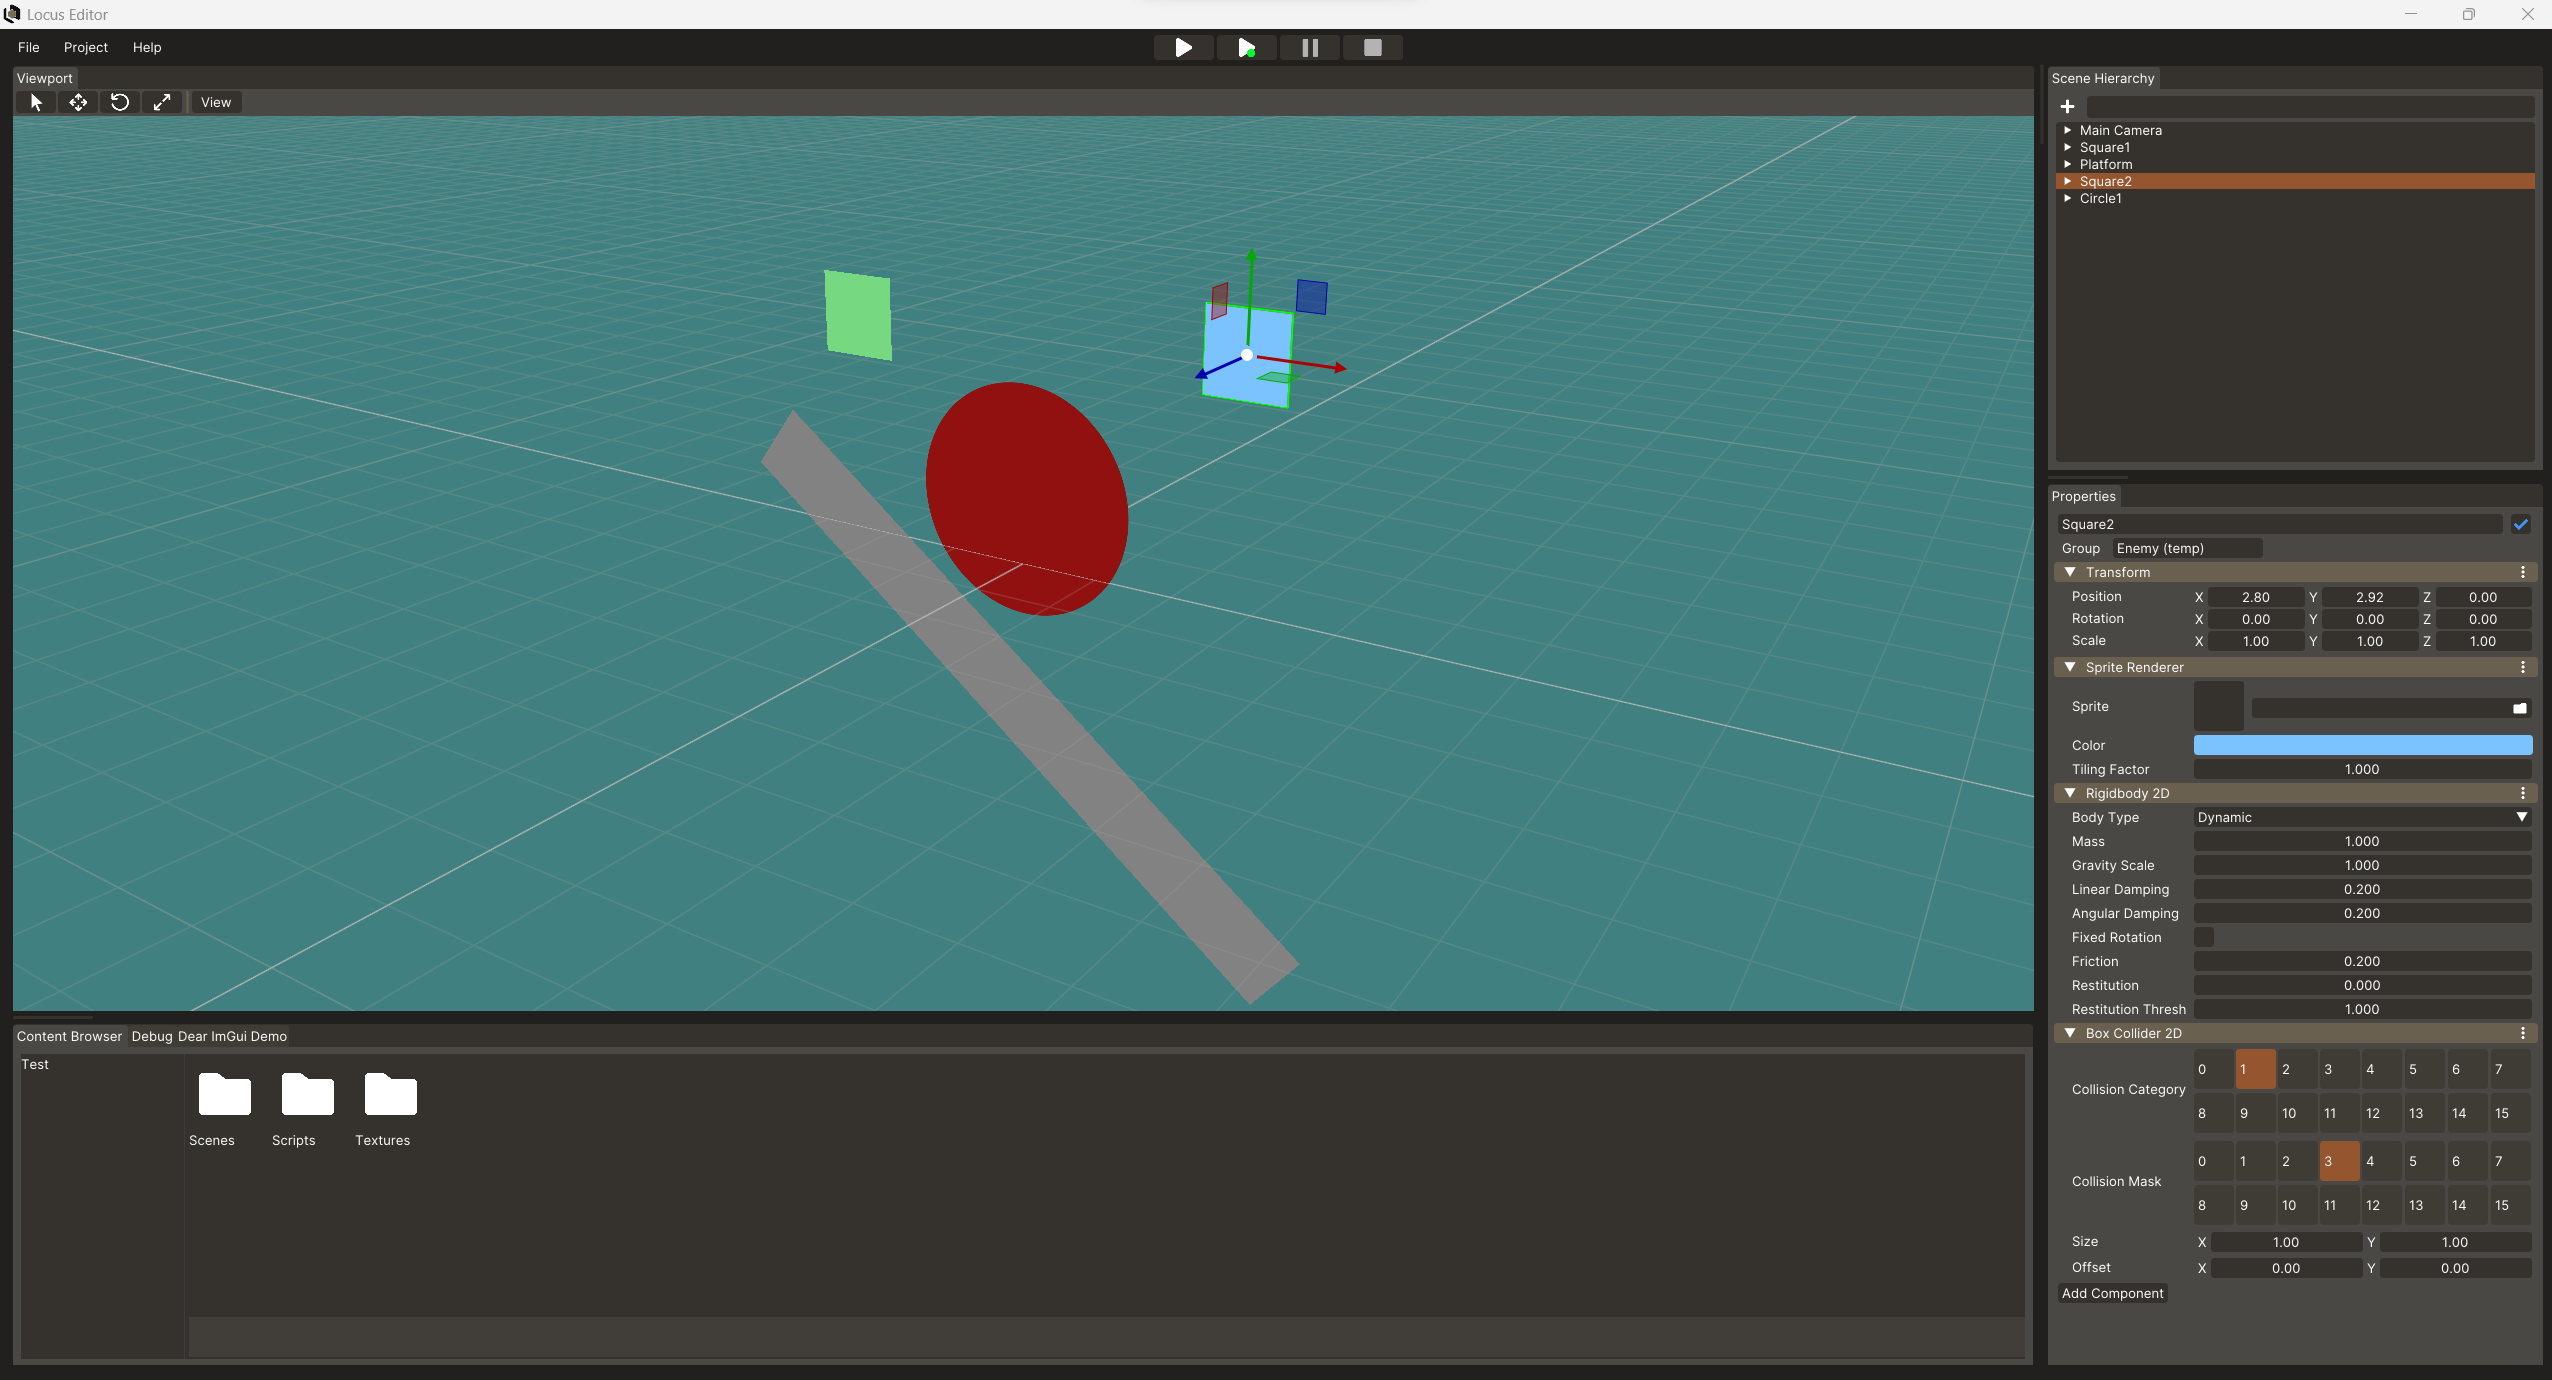 Locus Editor
File Project Help
Viewport
View
Scene Hierarchy
Main Camera
Square1
Platform
Square2
Circle1
Properties
Square2
Group Enemy (temp)
Transform
Position X 2.80 Y 2.92 Z 0.00
Rotation X 0.00 Y 0.00 Z 0.00
Scale X 1.00 Y 1.00 Z 1.00
Sprite Renderer
Sprite
Color
Tiling Factor 1.000
Rigidbody 2D
Body Type Dynamic
Mass 1.000
Gravity Scale 1.000
Linear Damping 0.200
Angular Damping 0.200
Fixed Rotation
Friction 0.200
Restitution 0.000
Restitution Thresh 1.000
Box Collider 2D
Collision Category
0 1 2 3 4 5 6 7
8 9 10 11 12 13 14 15
Collision Mask
0 1 2 3 4 5 6 7
8 9 10 11 12 13 14 15
Size X 1.00 Y 1.00
Offset X 0.00 Y 0.00
Add Component
Content Browser Debug Dear ImGui Demo
Test
Scenes Scripts Textures